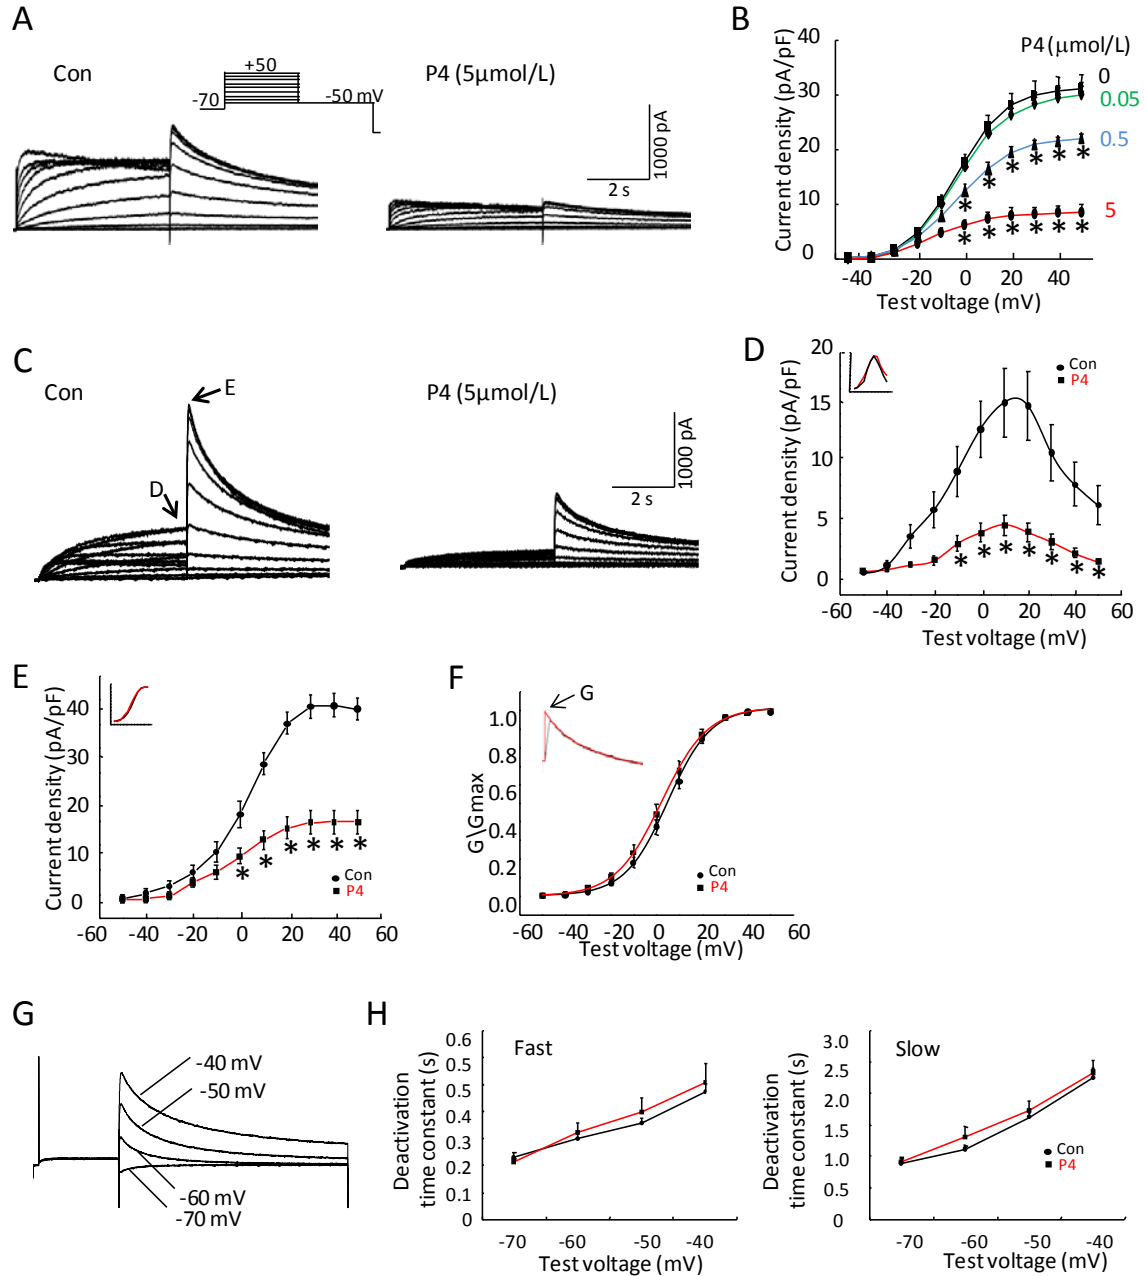 A
Con
+50
-70
-50 mV
P4 (5μmol/L)
1000 pA
2 s
B
P4 (μmol/L)
Current density (pA/pF)
40
30
20
10
0
0
0.05
0.5
5
* * * * *
* * * * * *
-40 -20 0 20 40
Test voltage (mV)
C
Con
E
D
P4 (5μmol/L)
1000 pA
2 s
D
Current density (pA/pF)
20
15
10
5
0
Con
P4
* * * * * * *
-60 -40 -20 0 20 40 60
Test voltage (mV)
E
Current density (pA/pF)
40
30
20
10
0
* * * * * *
Con
P4
-60 -40 -20 0 20 40 60
Test voltage (mV)
F
G
G\Gmax
1.0
0.8
0.6
0.4
0.2
0.0
Con
P4
-60 -40 -20 0 20 40 60
Test voltage (mV)
G
-40 mV
-50 mV
-60 mV
-70 mV
H
Deactivation
time constant (s)
0.6
0.5
0.4
0.3
0.2
0.1
0
Fast
-70 -60 -50 -40
Test voltage (mV)
Deactivation
time constant (s)
3.0
2.5
2.0
1.5
1.0
0.5
0
Slow
Con
P4
-70 -60 -50 -40
Test voltage (mV)